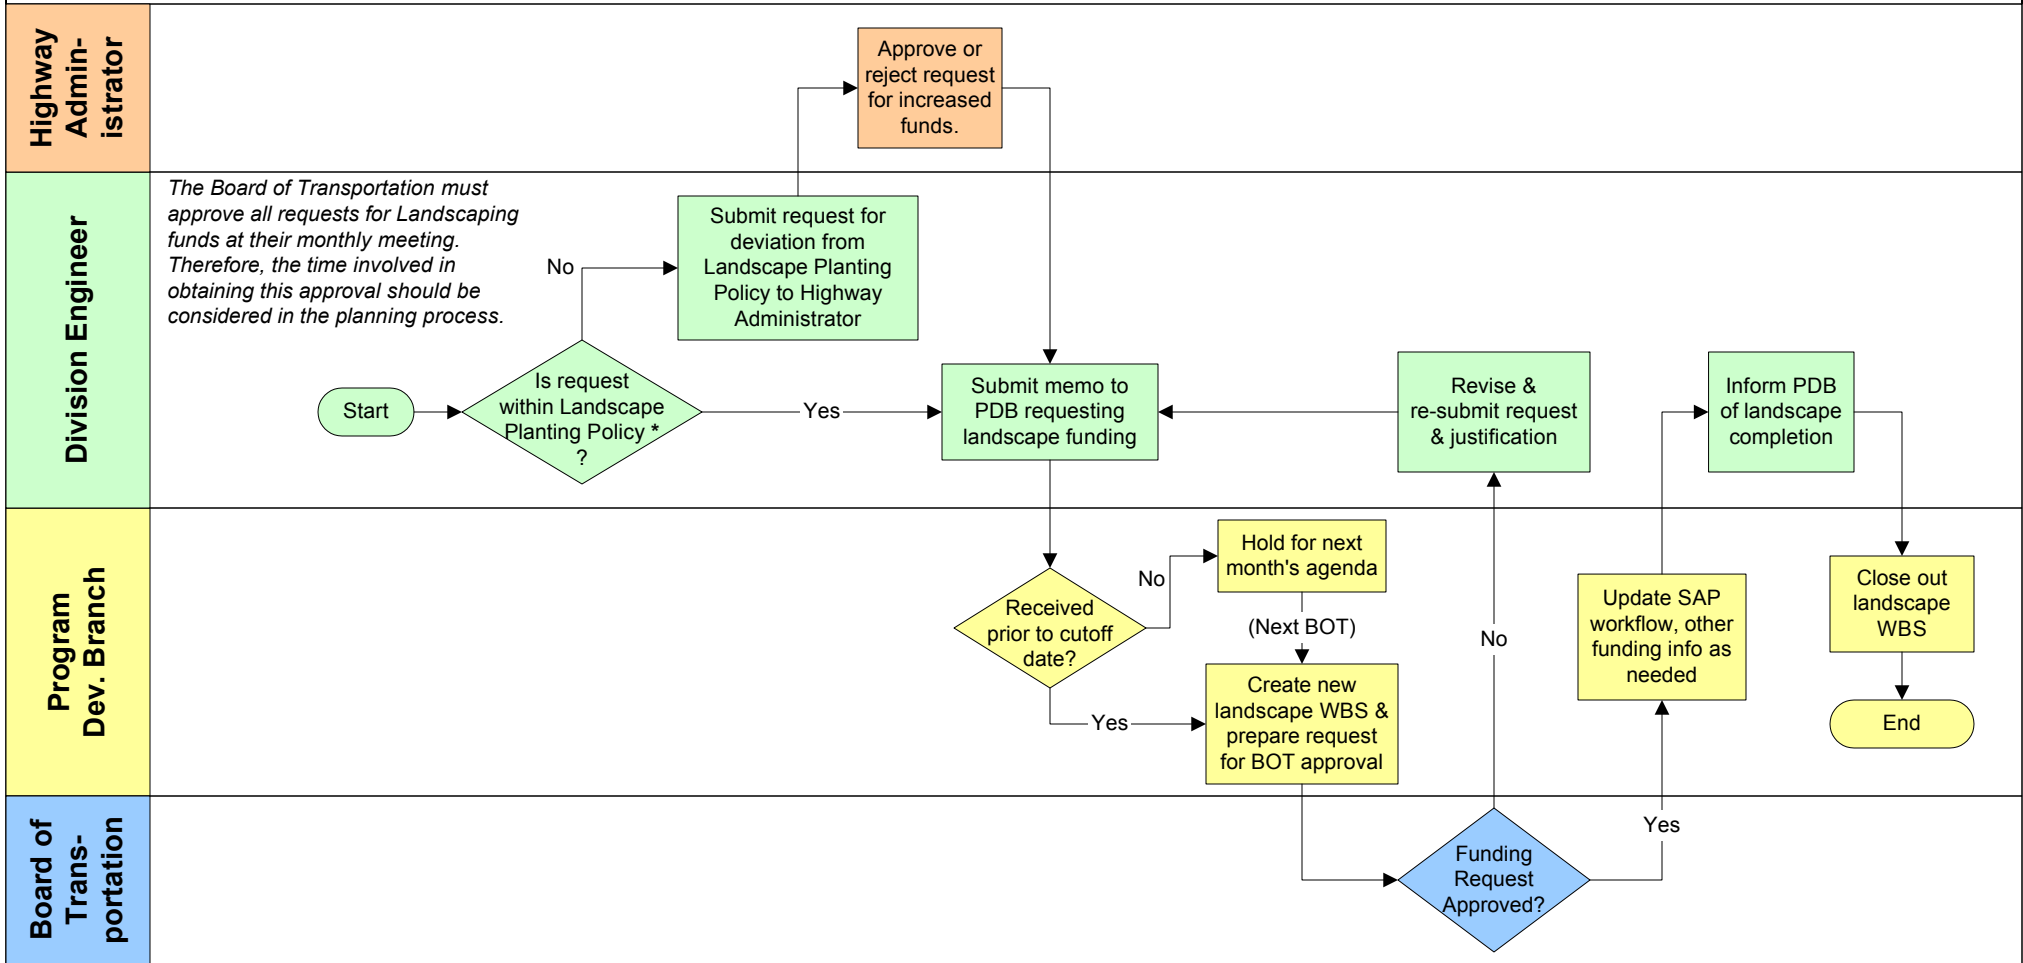 Highway
Admin-
istrator
Approve or
reject request
for increased
funds.
Division Engineer
The Board of Transportation must
approve all requests for Landscaping
funds at their monthly meeting.
Therefore, the time involved in
obtaining this approval should be
considered in the planning process.
No
Submit request for
deviation from
Landscape Planting
Policy to Highway
Administrator
Start
Is request
within Landscape
Planting Policy *
?
Yes
Submit memo to
PDB requesting
landscape funding
Revise &
re-submit request
& justification
Inform PDB
of landscape
completion
Program
Dev. Branch
Received
prior to cutoff
date?
No
Hold for next
month's agenda
(Next BOT)
Yes
Create new
landscape WBS &
prepare request
for BOT approval
No
Update SAP
workflow, other
funding info as
needed
Close out
landscape
WBS
End
Board of
Trans-
portation
Funding
Request
Approved?
Yes